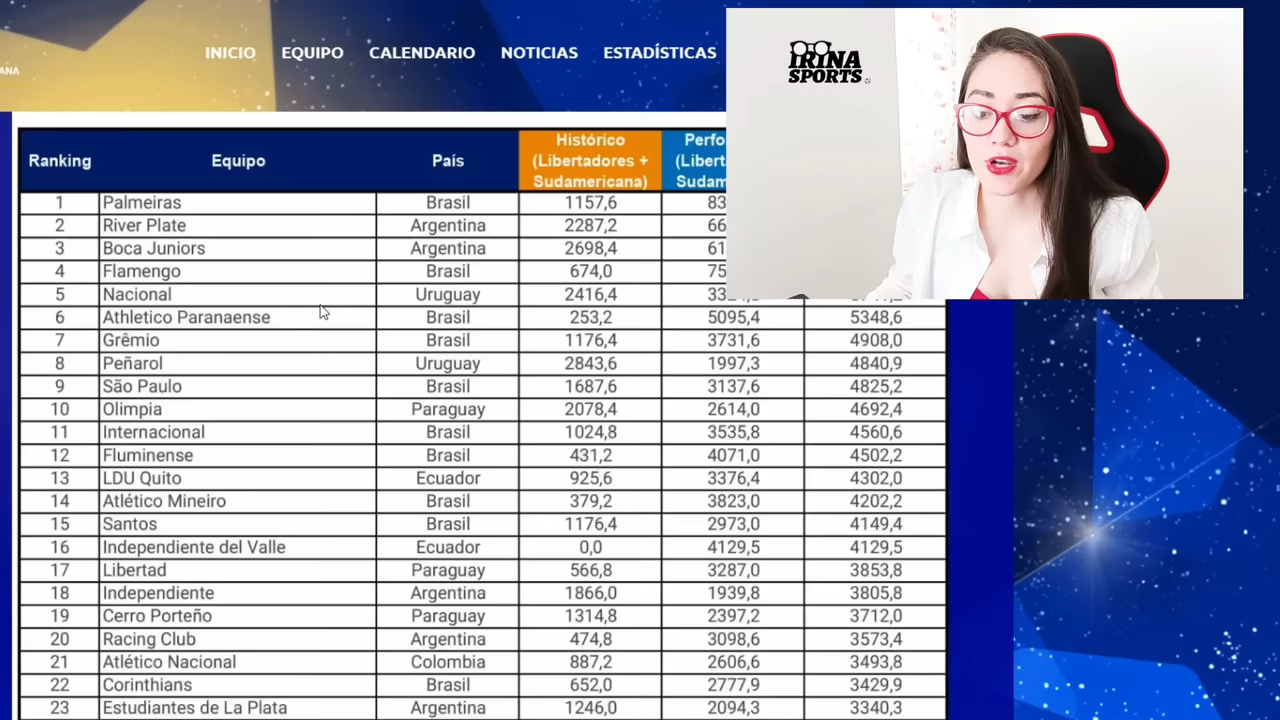 INICIO EQUIPO CALENDARIO NOTICIAS ESTADÍSTICAS
ANA
IRINA
SPORTS
Ranking Equipo País Histórico (Libertadores + Sudamericana)
1 Palmeiras Brasil 1157,6
2 River Plate Argentina 2287,2
3 Boca Juniors Argentina 2698,4
4 Flamengo Brasil 674,0
5 Nacional Uruguay 2416,4
6 Athletico Paranaense Brasil 253,2 5095,4 5348,6
7 Grêmio Brasil 1176,4 3731,6 4908,0
8 Peñarol Uruguay 2843,6 1997,3 4840,9
9 São Paulo Brasil 1687,6 3137,6 4825,2
10 Olimpia Paraguay 2078,4 2614,0 4692,4
11 Internacional Brasil 1024,8 3535,8 4560,6
12 Fluminense Brasil 431,2 4071,0 4502,2
13 LDU Quito Ecuador 925,6 3376,4 4302,0
14 Atlético Mineiro Brasil 379,2 3823,0 4202,2
15 Santos Brasil 1176,4 2973,0 4149,4
16 Independiente del Valle Ecuador 0,0 4129,5 4129,5
17 Libertad Paraguay 566,8 3287,0 3853,8
18 Independiente Argentina 1866,0 1939,8 3805,8
19 Cerro Porteño Paraguay 1314,8 2397,2 3712,0
20 Racing Club Argentina 474,8 3098,6 3573,4
21 Atlético Nacional Colombia 887,2 2606,6 3493,8
22 Corinthians Brasil 652,0 2777,9 3429,9
23 Estudiantes de La Plata Argentina 1246,0 2094,3 3340,3